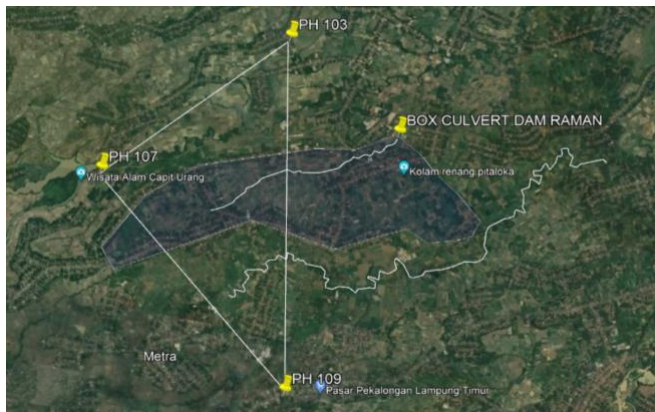 PH 103
BOX CULVERT DAM RAMAN
PH 107
Wisata Alam Capit Urang
Kolam renang pitaloka
Metra
PH 109
Pasar Pekalongan Lampung Timur